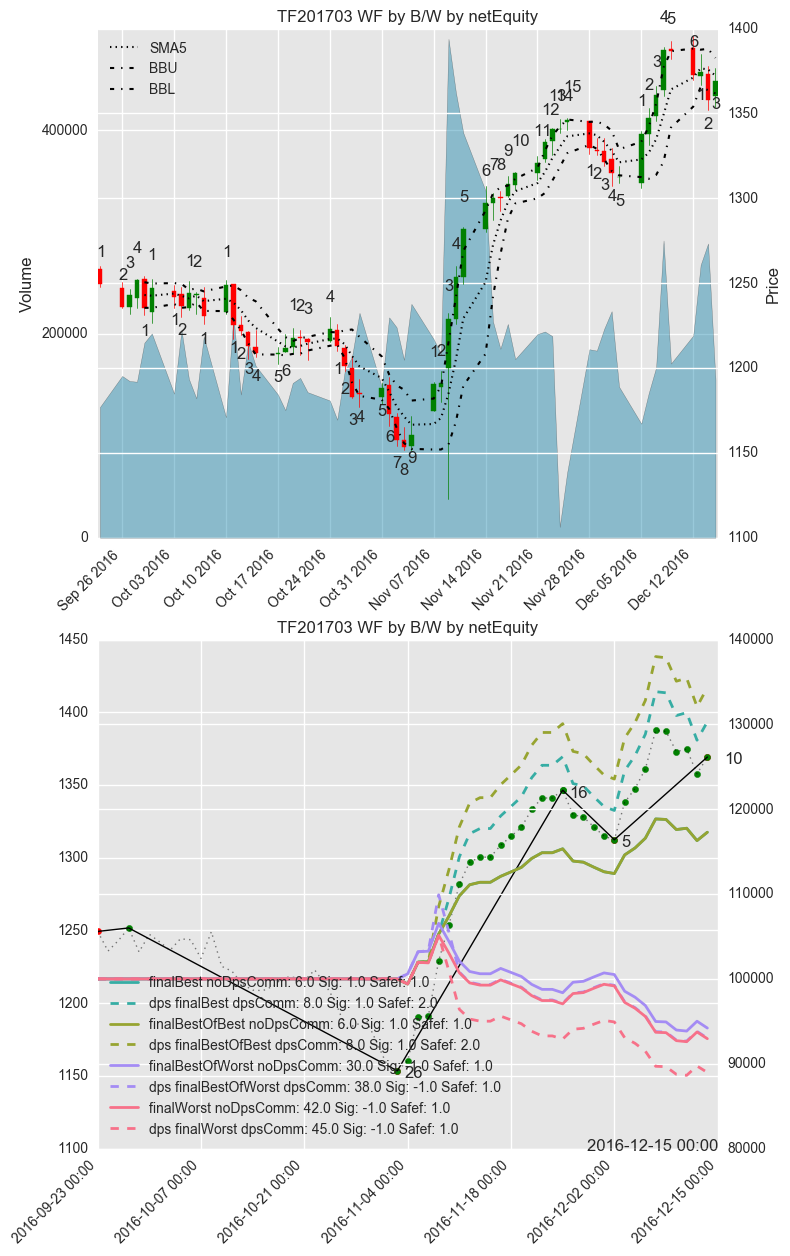 TF201703 WF by B/W by netEquity
SMA5
BBU
BBL
Volume
Price
400000
200000
0
1400
1350
1300
1250
1200
1150
1100
Sep 26 2016
Oct 03 2016
Oct 10 2016
Oct 17 2016
Oct 24 2016
Oct 31 2016
Nov 07 2016
Nov 14 2016
Nov 21 2016
Nov 28 2016
Dec 05 2016
Dec 12 2016
TF201703 WF by B/W by netEquity
1450
1400
1350
1300
1250
1200
1150
1100
140000
130000
120000
110000
100000
90000
80000
10
16
5
26
finalBest noDpsComm: 6.0 Sig: 1.0 Safef: 1.0
dps finalBest dpsComm: 8.0 Sig: 1.0 Safef: 2.0
finalBestOfBest noDpsComm: 6.0 Sig: 1.0 Safef: 1.0
dps finalBestOfBest dpsComm: 8.0 Sig: 1.0 Safef: 2.0
finalBestOfWorst noDpsComm: 30.0 Sig: -1.0 Safef: 1.0
dps finalBestOfWorst dpsComm: 38.0 Sig: -1.0 Safef: 1.0
finalWorst noDpsComm: 42.0 Sig: -1.0 Safef: 1.0
dps finalWorst dpsComm: 45.0 Sig: -1.0 Safef: 1.0
2016-12-15 00:00
2016-09-23 00:00
2016-10-07 00:00
2016-10-21 00:00
2016-11-04 00:00
2016-11-18 00:00
2016-12-02 00:00
2016-12-15 00:00